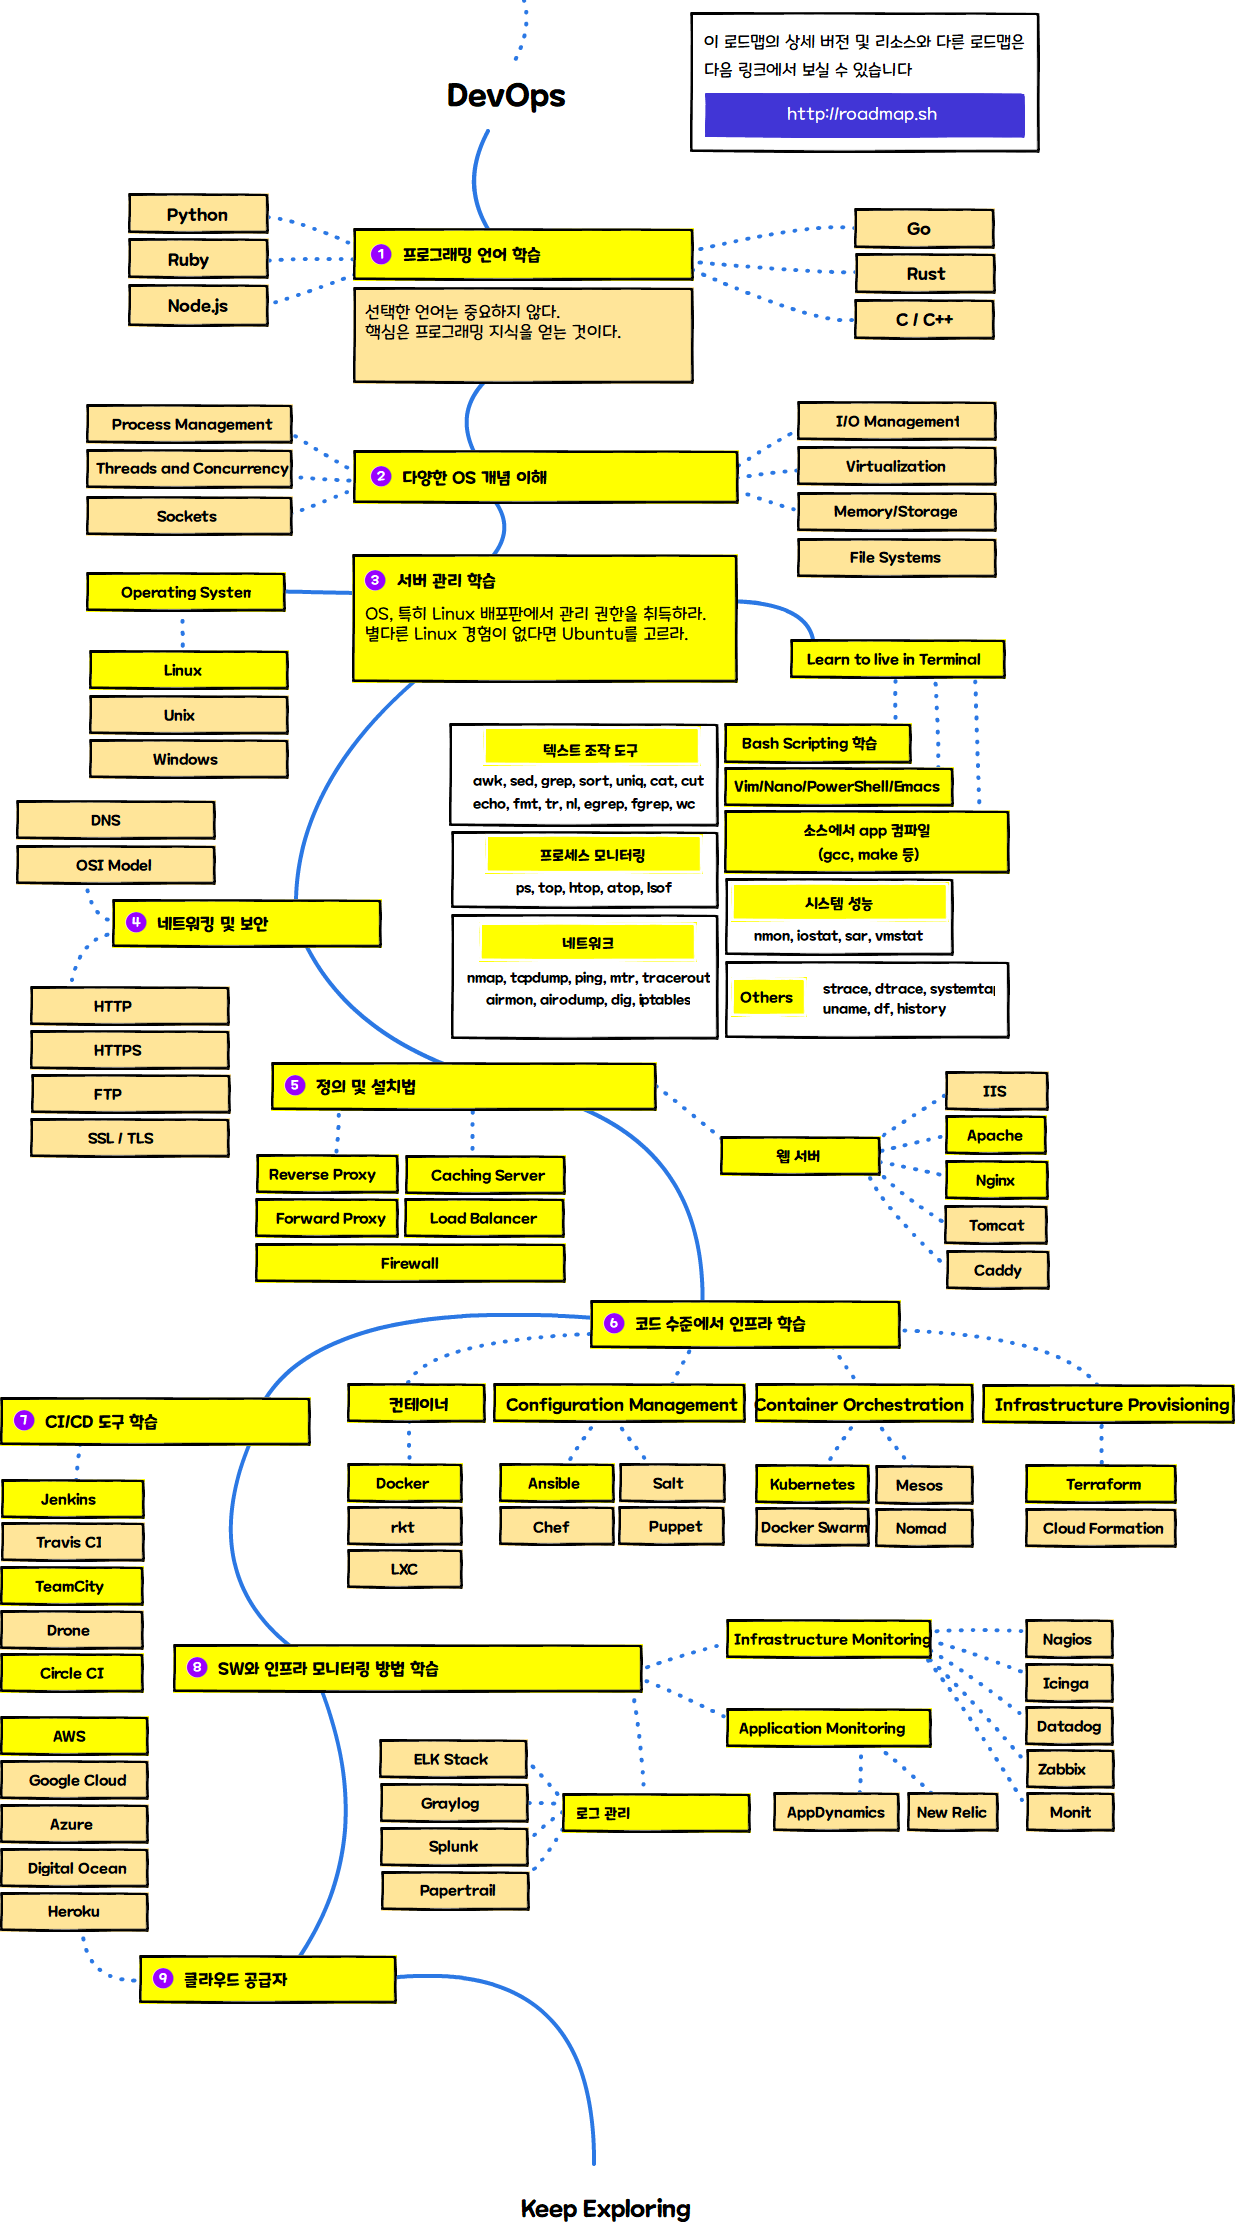 이 로드맵의 상세 버전 및 리소스와 다른 로드맵은
다음 링크에서 보실 수 있습니다
http://roadmap.sh
DevOps
Python
Ruby
Node.js
1 프로그래밍 언어 학습
선택한 언어는 중요하지 않다.
핵심은 프로그래밍 지식을 얻는 것이다.
Go
Rust
C / C++
Process Management
Threads and Concurrency
Sockets
2 다양한 OS 개념 이해
I/O Management
Virtualization
Memory/Storage
File Systems
3 서버 관리 학습
OS, 특히 Linux 배포판에서 관리 권한을 취득하라.
별다른 Linux 경험이 없다면 Ubuntu를 고르라.
Operating System
Linux
Unix
Windows
Learn to live in Terminal
텍스트 조작 도구
awk, sed, grep, sort, uniq, cat, cut
echo, fmt, tr, nl, egrep, fgrep, wc
프로세스 모니터링
ps, top, htop, atop, lsof
네트워크
nmap, tcpdump, ping, mtr, tracerout
airmon, airodump, dig, iptables
Bash Scripting 학습
Vim/Nano/PowerShell/Emacs
소스에서 app 컴파일
(gcc, make 등)
시스템 성능
nmon, iostat, sar, vmstat
Others
strace, dtrace, systemtap
uname, df, history
DNS
OSI Model
4 네트워킹 및 보안
HTTP
HTTPS
FTP
SSL / TLS
5 정의 및 설치법
Reverse Proxy
Caching Server
Forward Proxy
Load Balancer
Firewall
웹 서버
IIS
Apache
Nginx
Tomcat
Caddy
6 코드 수준에서 인프라 학습
컨테이너
Docker
rkt
LXC
Configuration Management
Ansible
Salt
Chef
Puppet
Container Orchestration
Kubernetes
Mesos
Docker Swarm
Nomad
Infrastructure Provisioning
Terraform
Cloud Formation
7 CI/CD 도구 학습
Jenkins
Travis CI
TeamCity
Drone
Circle CI
8 SW와 인프라 모니터링 방법 학습
Infrastructure Monitoring
Nagios
Icinga
Datadog
Zabbix
Monit
Application Monitoring
AppDynamics
New Relic
로그 관리
ELK Stack
Graylog
Splunk
Papertrail
AWS
Google Cloud
Azure
Digital Ocean
Heroku
9 클라우드 공급자
Keep Exploring